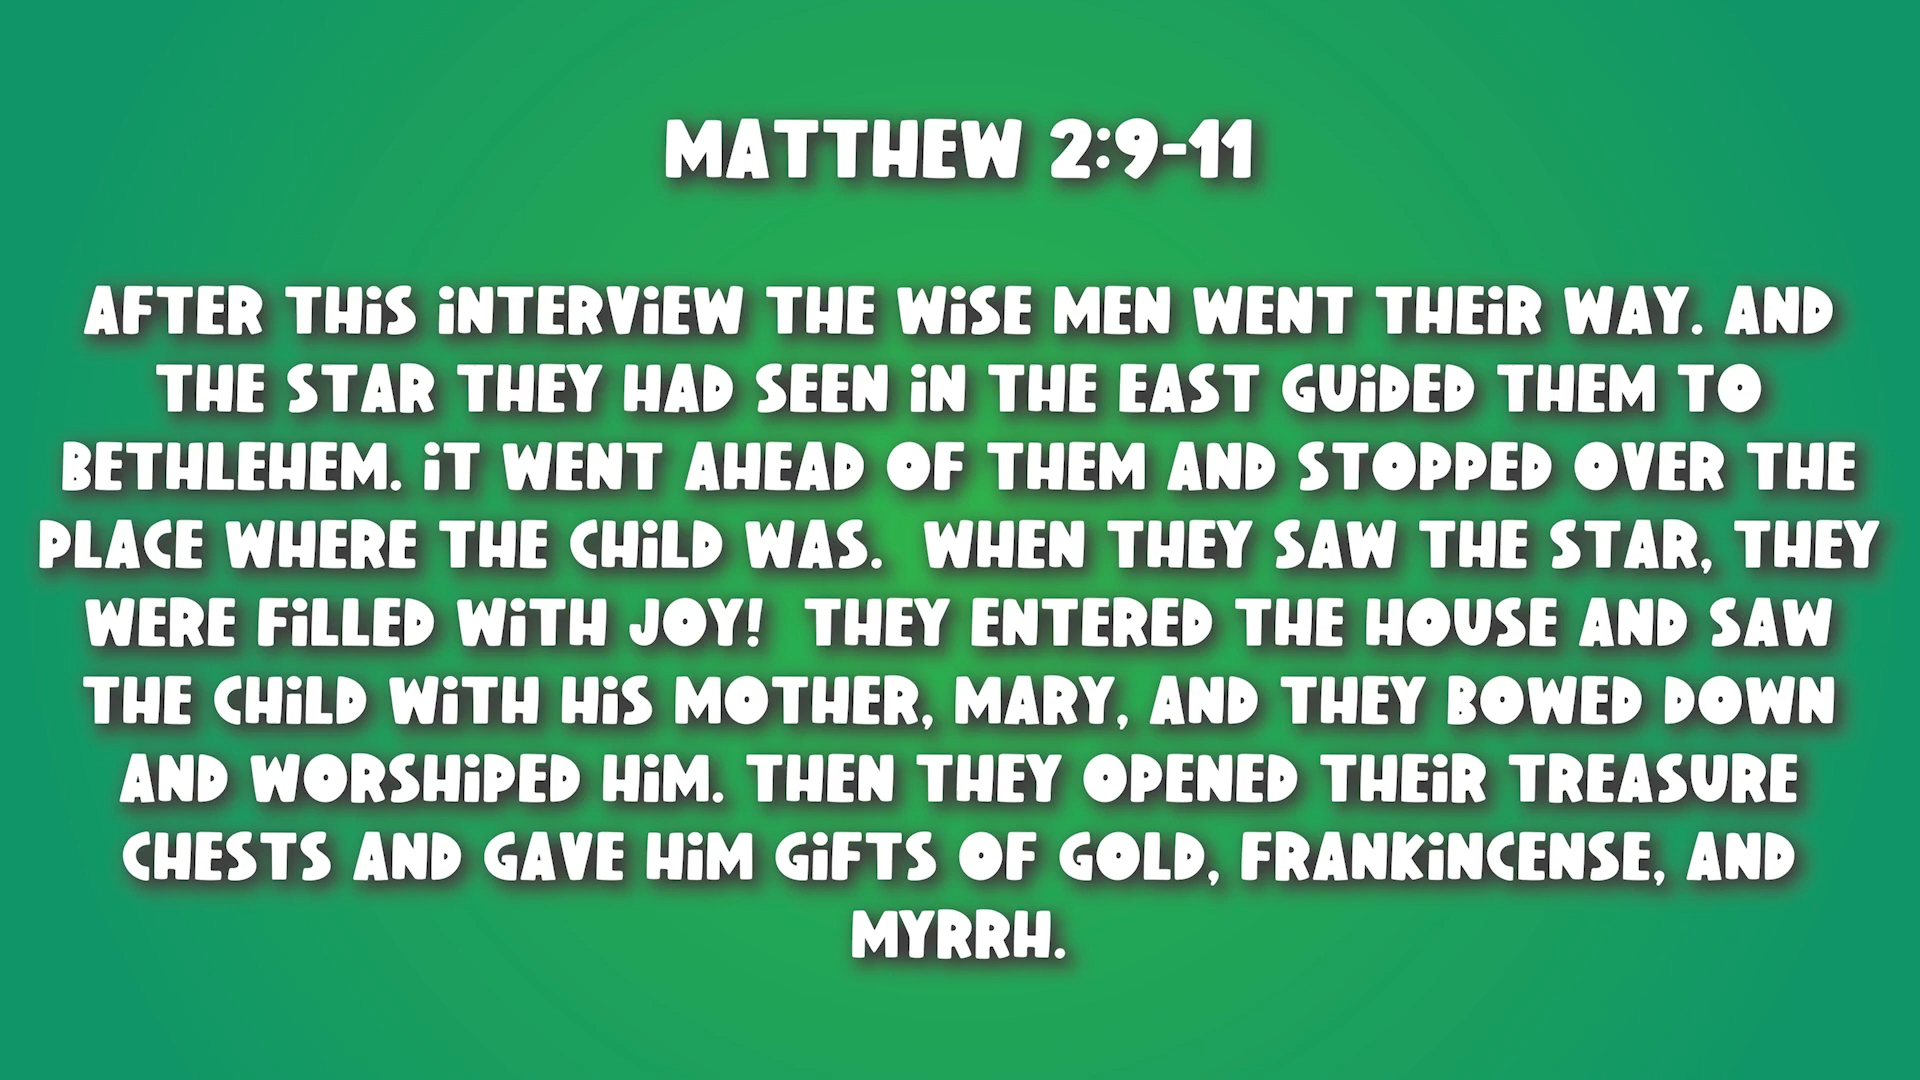 MATTHEW 2:9-11
AFTER THiS iNTERViEW THE WiSE MEN WENT THEiR WAY. AND
THE STAR THEY HAD SEEN iN THE EAST GUiDED THEM TO
BETHLEHEM. iT WENT AHEAD OF THEM AND STOPPED OVER THE
PLACE WHERE THE CHiLD WAS.  WHEN THEY SAW THE STAR, THEY
WERE FiLLED WiTH JOY!  THEY ENTERED THE HOUSE AND SAW
THE CHiLD WiTH HiS MOTHER, MARY, AND THEY BOWED DOWN
AND WORSHiPED HiM. THEN THEY OPENED THEiR TREASURE
CHESTS AND GAVE HiM GiFTS OF GOLD, FRANKiNCENSE, AND
MYRRH.